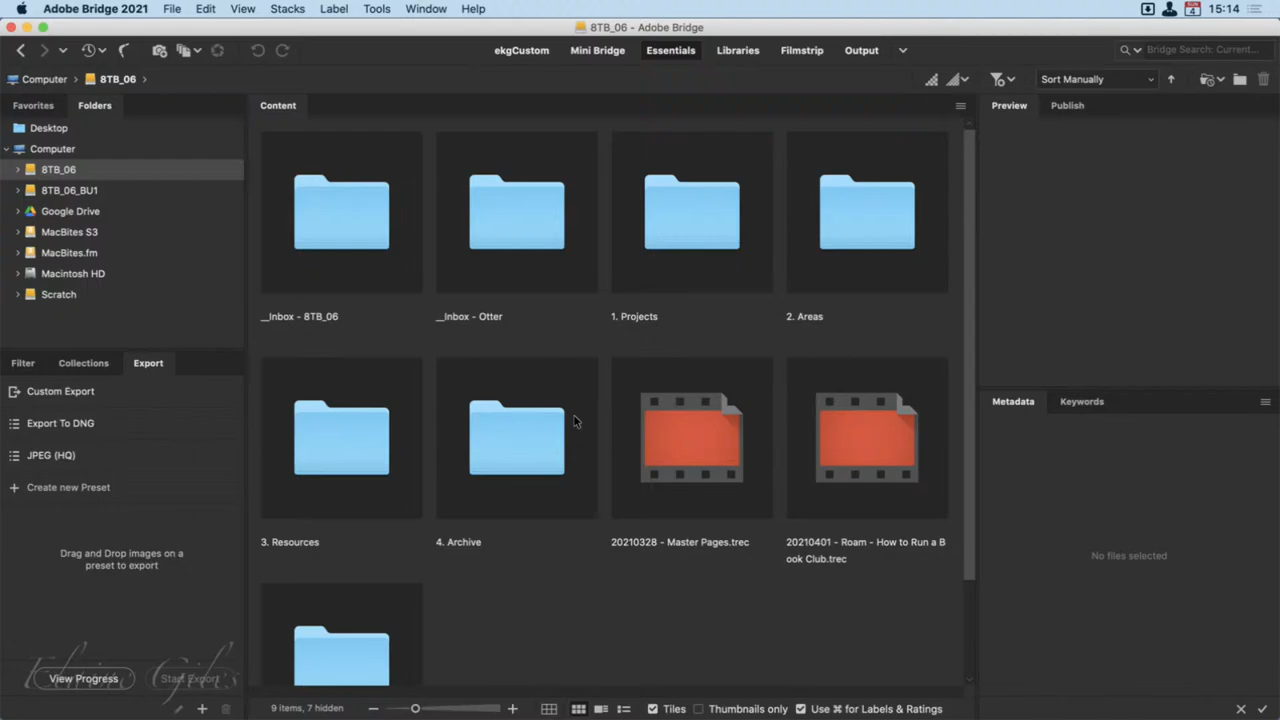 Adobe Bridge 2021 File Edit View Stacks Label Tools Window Help
SUN 4 15:14
8TB_06 - Adobe Bridge
ekgCustom Mini Bridge Essentials Libraries Filmstrip Output
Bridge Search: Current...
Computer 8TB_06
Sort Manually
Favorites Folders
Desktop
Computer
8TB_06
8TB_06_BU1
Google Drive
MacBites S3
MacBites.fm
Macintosh HD
Scratch
Filter Collections Export
Custom Export
Export To DNG
JPEG (HQ)
Create new Preset
Drag and Drop images on a
preset to export
View Progress Start Export
Content
__Inbox - 8TB_06
__Inbox - Otter
1. Projects
2. Areas
3. Resources
4. Archive
20210328 - Master Pages.trec
20210401 - Roam - How to Run a B
ook Club.trec
9 items, 7 hidden
Tiles Thumbnails only Use ⌘ for Labels & Ratings
Preview Publish
Metadata Keywords
No files selected